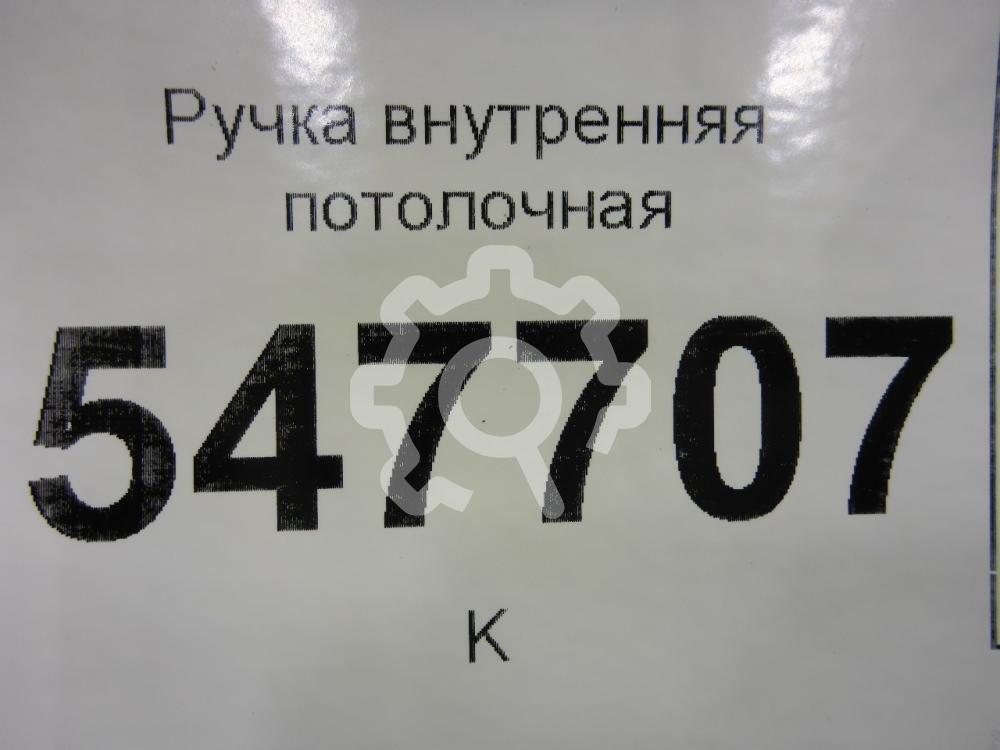 Ручка внутренняя
потолочная
547707
К